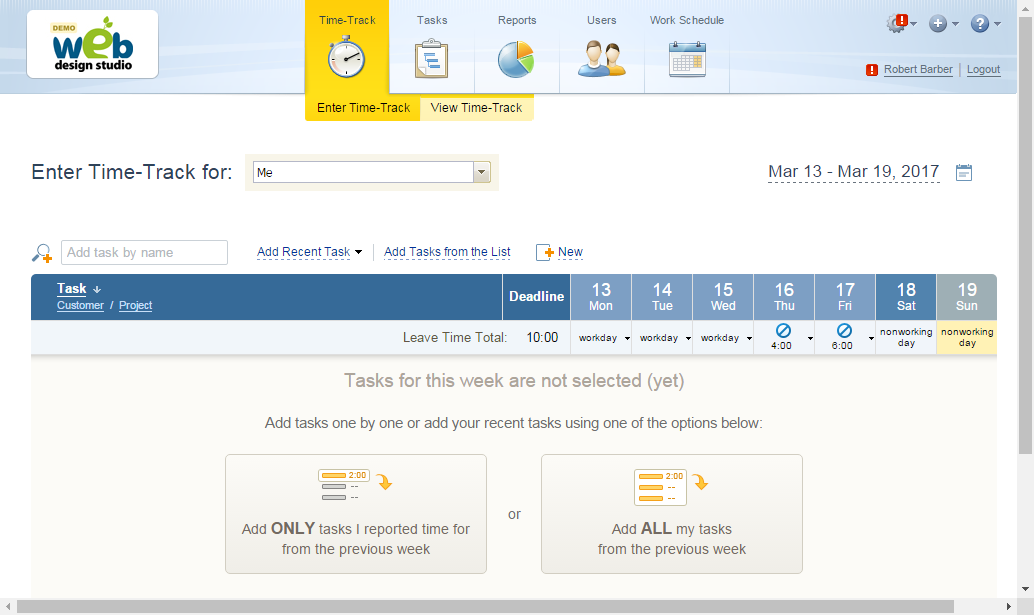 DEMO
web
design studio
Time-Track
Tasks
Reports
Users
Work Schedule
Robert Barber
Logout
Enter Time-Track
View Time-Track
Enter Time-Track for:
Me
Mar 13 - Mar 19, 2017
Add task by name
Add Recent Task
Add Tasks from the List
New
Task
Customer / Project
Deadline
13
Mon
14
Tue
15
Wed
16
Thu
17
Fri
18
Sat
19
Sun
Leave Time Total:
10:00
workday
workday
workday
4:00
6:00
nonworking
day
nonworking
day
Tasks for this week are not selected (yet)
Add tasks one by one or add your recent tasks using one of the options below:
2:00
--
--
Add ONLY tasks I reported time for
from the previous week
or
2:00
--
--
Add ALL my tasks
from the previous week